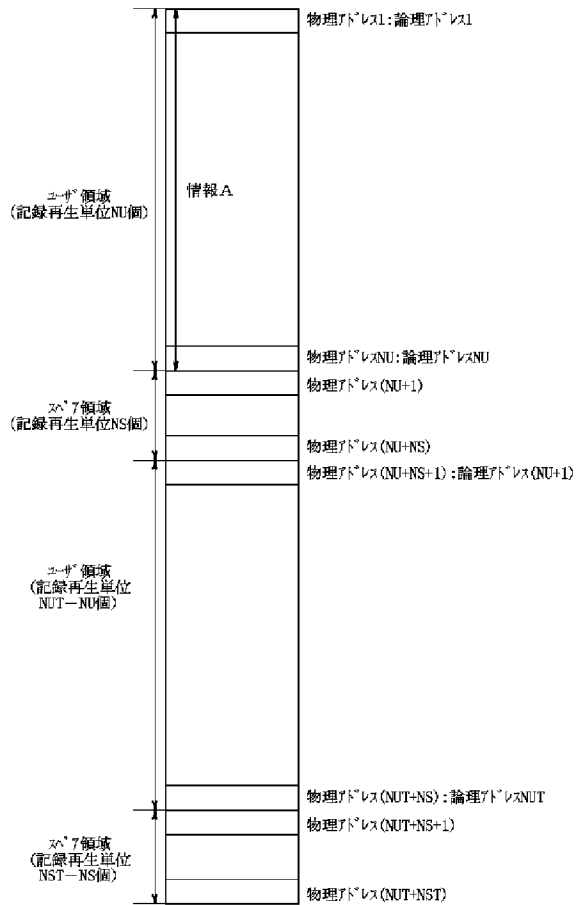 物理アドレス1:論理アドレス1
情報A
ユーザ領域
(記録再生単位NU個)
物理アドレスNU:論理アドレスNU
物理アドレス(NU+1)
スペア領域
(記録再生単位NS個)
物理アドレス(NU+NS)
物理アドレス(NU+NS+1):論理アドレス(NU+1)
ユーザ領域
(記録再生単位
NUT－NU個)
物理アドレス(NUT+NS):論理アドレスNUT
物理アドレス(NUT+NS+1)
スペア領域
(記録再生単位
NST－NS個)
物理アドレス(NUT+NST)